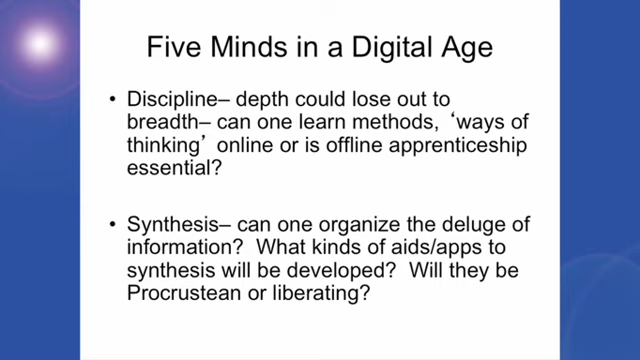 Five Minds in a Digital Age
• Discipline– depth could lose out to
breadth– can one learn methods, ‘ways of
thinking’ online or is offline apprenticeship
essential?
• Synthesis– can one organize the deluge of
information? What kinds of aids/apps to
synthesis will be developed? Will they be
Procrustean or liberating?